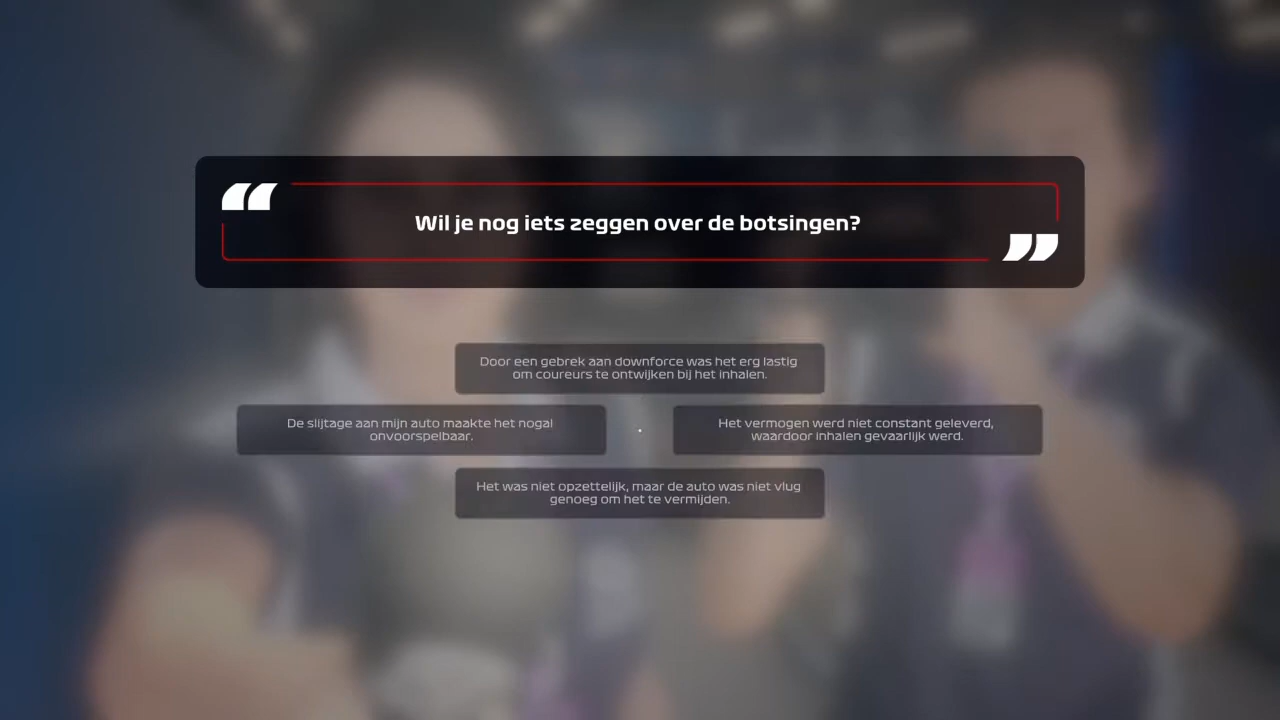 Wil je nog iets zeggen over de botsingen?
Door een gebrek aan downforce was het erg lastig
om coureurs te ontwijken bij het inhalen.
De slijtage aan mijn auto maakte het nogal
onvoorspelbaar.
Het vermogen werd niet constant geleverd,
waardoor inhalen gevaarlijk werd.
Het was niet opzettelijk, maar de auto was niet vlug
genoeg om het te vermijden.